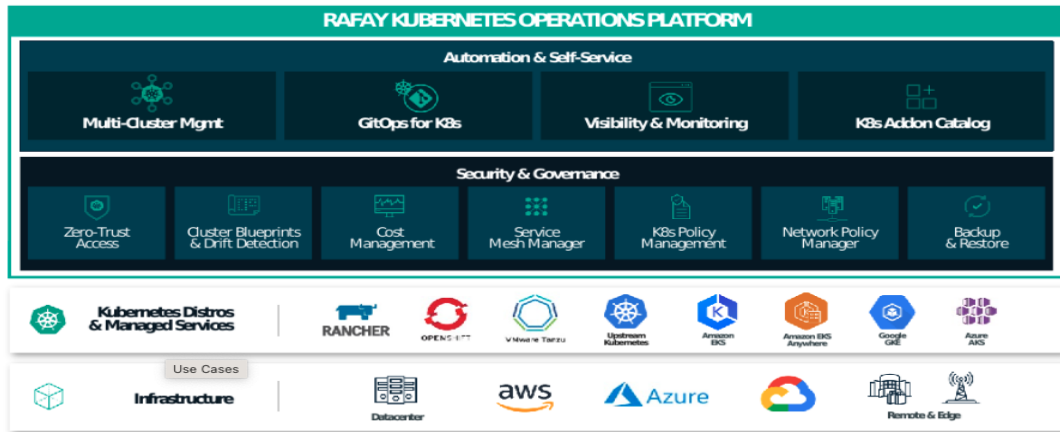 RAFAY KUBERNETES OPERATIONS PLATFORM
Automation & Self-Service
Multi-Cluster Mgmt
GitOps for K8s
Visibility & Monitoring
K8s Addon Catalog
Security & Governance
Zero-Trust
Access
Cluster Blueprints
& Drift Detection
Cost
Management
Service
Mesh Manager
K8s Policy
Management
Network Policy
Manager
Backup
& Restore
Kubernetes Distros
& Managed Services
RANCHER
OPENSHIFT
VMware Tanzu
Upstream
Kubernetes
Amazon
EKS
Amazon EKS
Anywhere
Google
GKE
Azure
AKS
Use Cases
Infrastructure
Datacenter
aws
Azure
Remote & Edge